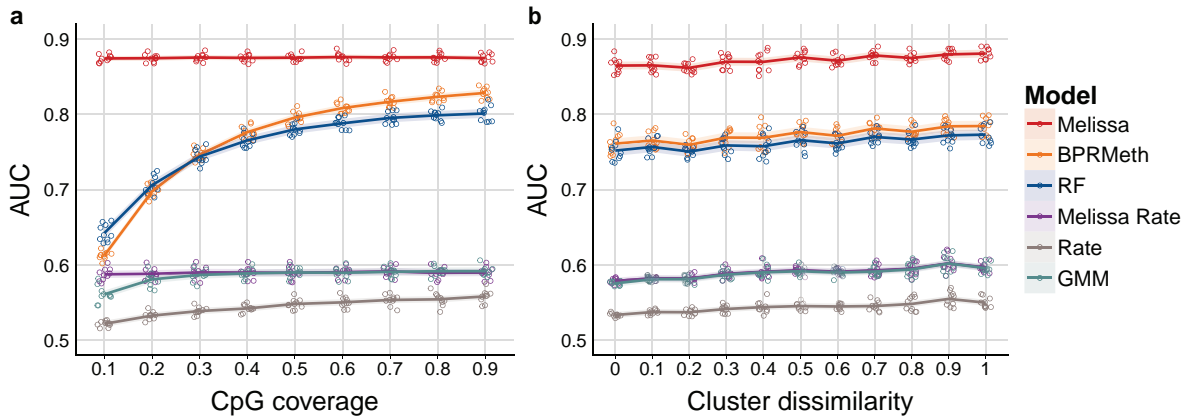 a
AUC
0.9
0.8
0.7
0.6
0.5
0.1 0.2 0.3 0.4 0.5 0.6 0.7 0.8 0.9
CpG coverage
b
AUC
0.9
0.8
0.7
0.6
0.5
0 0.1 0.2 0.3 0.4 0.5 0.6 0.7 0.8 0.9 1
Cluster dissimilarity
Model
Melissa
BPRMeth
RF
Melissa Rate
Rate
GMM